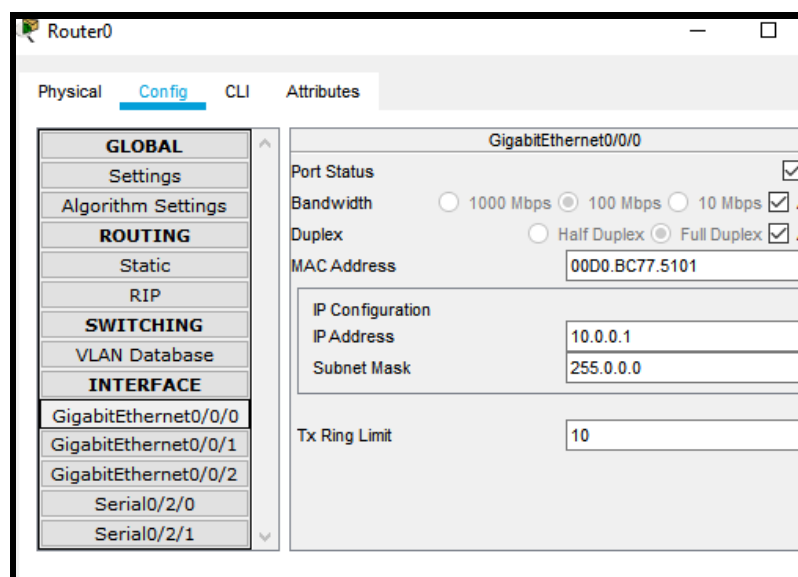 Router0
Physical Config CLI Attributes
GLOBAL
Settings
Algorithm Settings
ROUTING
Static
RIP
SWITCHING
VLAN Database
INTERFACE
GigabitEthernet0/0/0
GigabitEthernet0/0/1
GigabitEthernet0/0/2
Serial0/2/0
Serial0/2/1
GigabitEthernet0/0/0
Port Status
Bandwidth 1000 Mbps 100 Mbps 10 Mbps
Duplex Half Duplex Full Duplex
MAC Address 00D0.BC77.5101
IP Configuration
IP Address 10.0.0.1
Subnet Mask 255.0.0.0
Tx Ring Limit 10